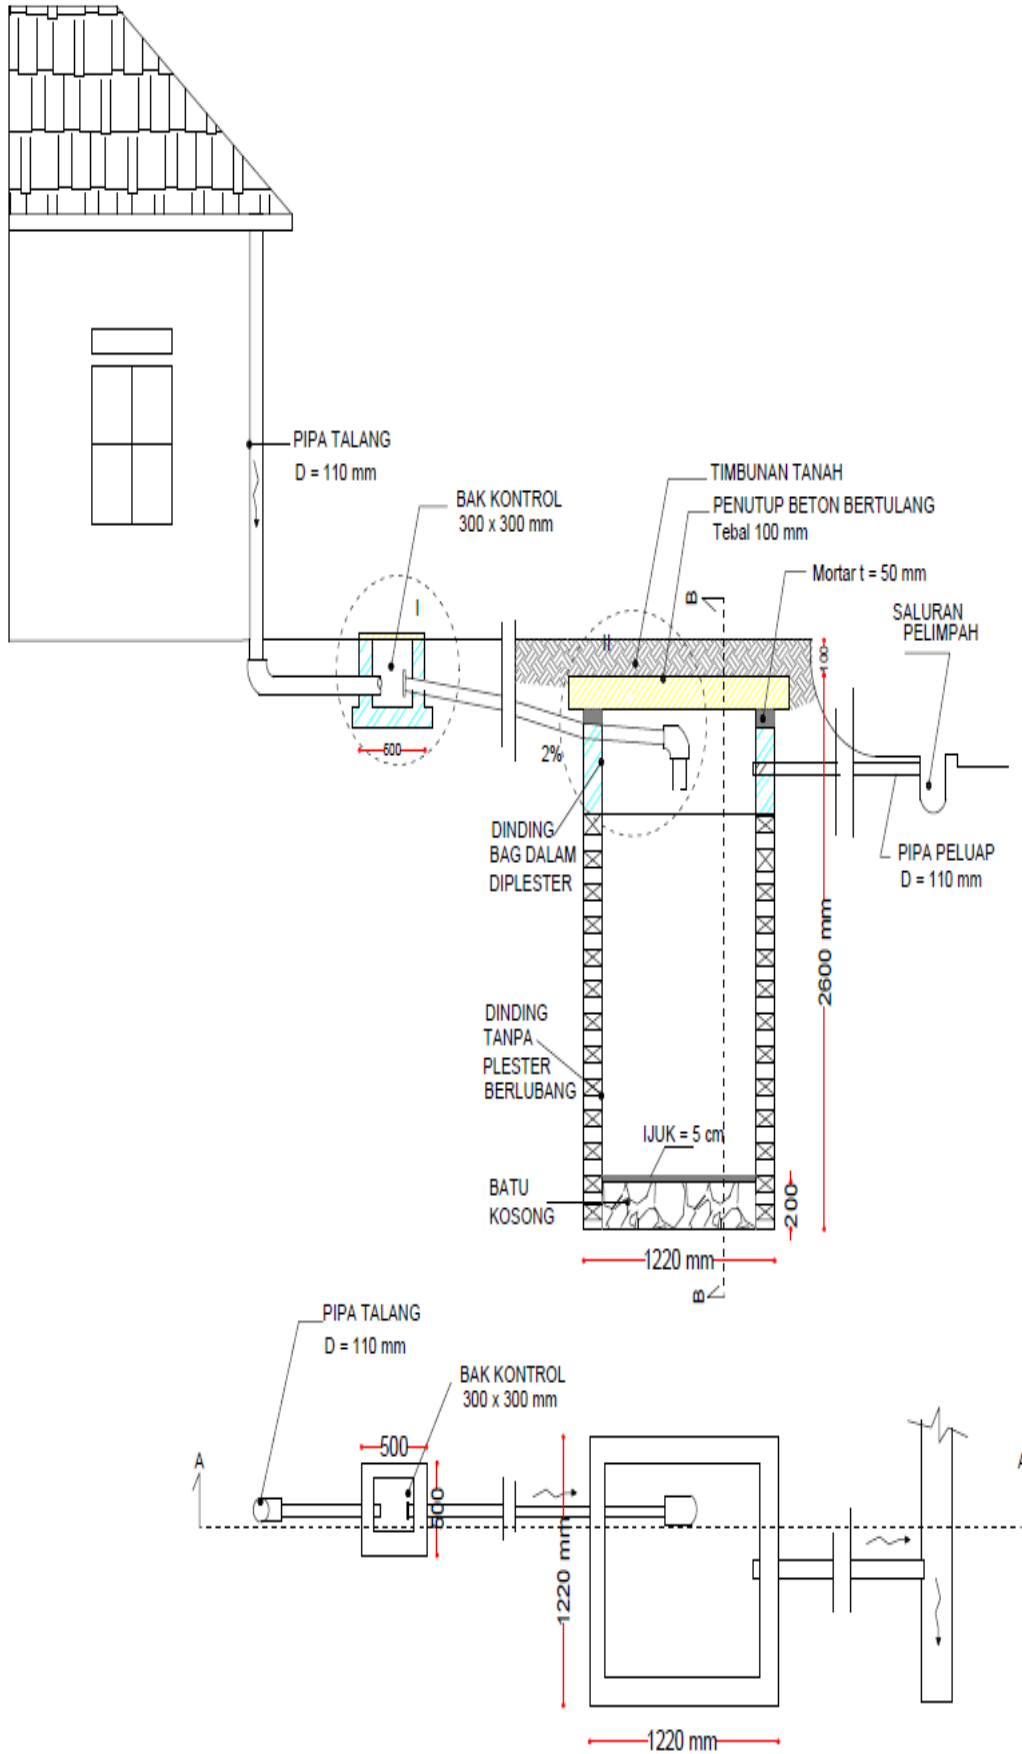 PIPA TALANG
D = 110 mm
BAK KONTROL
300 x 300 mm
TIMBUNAN TANAH
PENUTUP BETON BERTULANG
Tebal 100 mm
Mortar t = 50 mm
SALURAN
PELIMPAH
B
I
II
100
600
2%
DINDING
BAG DALAM
DIPLESTER
PIPA PELUAP
D = 110 mm
2600 mm
DINDING
TANPA
PLESTER
BERLUBANG
IJUK = 5 cm
BATU
KOSONG
200
1220 mm
B
PIPA TALANG
D = 110 mm
BAK KONTROL
300 x 300 mm
500
A
A
500
1220 mm
1220 mm